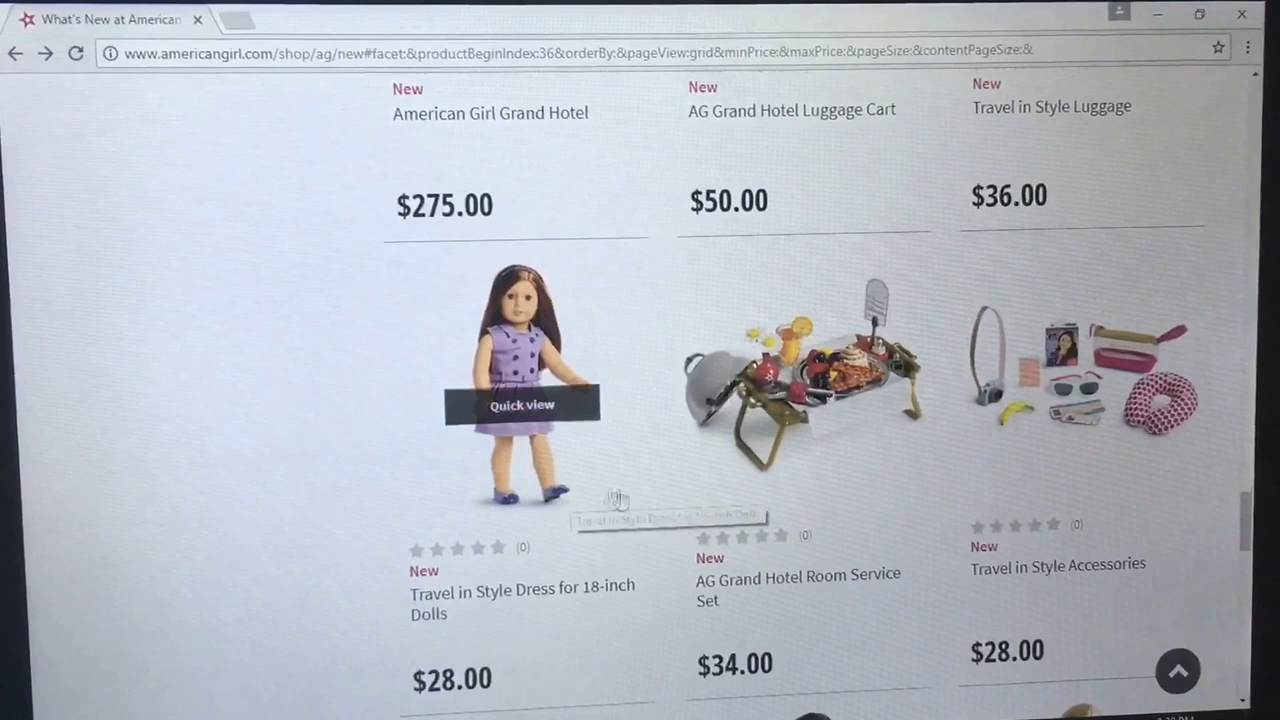 What's New at American
www.americangirl.com/shop/ag/new#facet:&productBeginIndex:36&orderBy:&pageView:grid&minPrice:&maxPrice:&pageSize:&contentPageSize:&
New
American Girl Grand Hotel
$275.00
New
AG Grand Hotel Luggage Cart
$50.00
New
Travel in Style Luggage
$36.00
Quick view
(0)
New
Travel in Style Dress for 18-inch
Dolls
$28.00
(0)
New
AG Grand Hotel Room Service
Set
$34.00
(0)
New
Travel in Style Accessories
$28.00